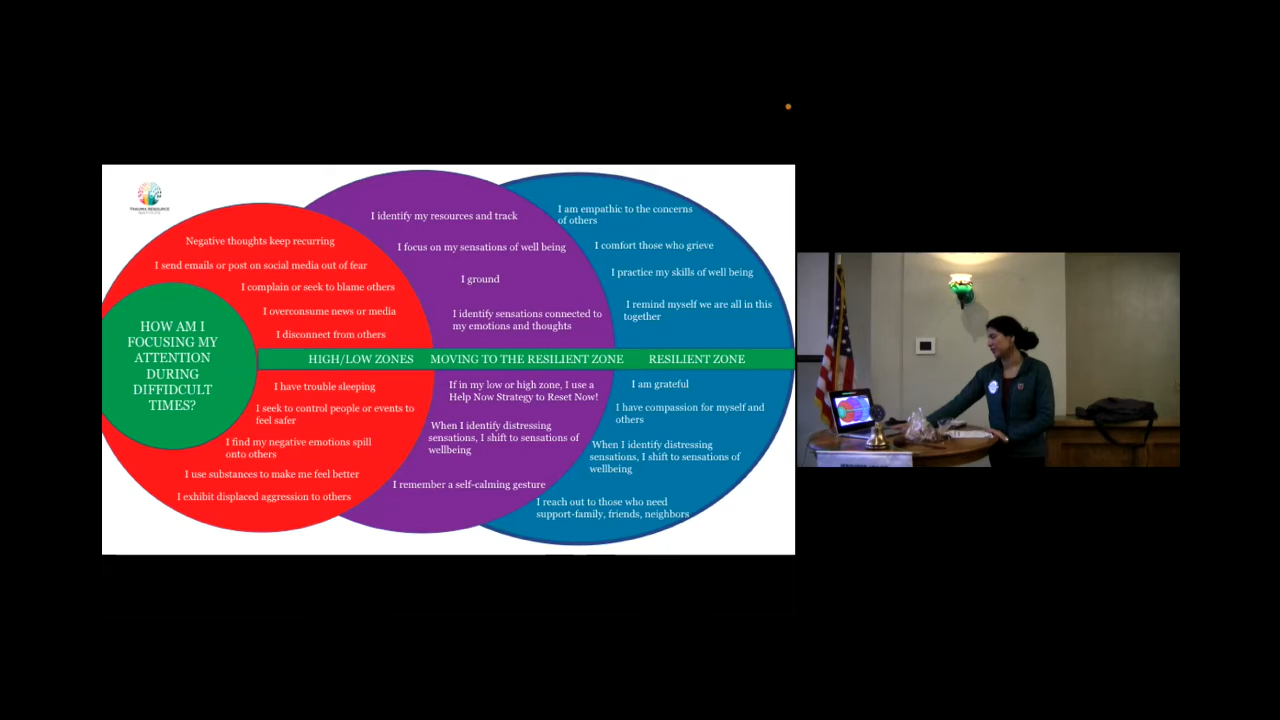 TRAUMA RESOURCE
INSTITUTE
Negative thoughts keep recurring
I send emails or post on social media out of fear
I complain or seek to blame others
I overconsume news or media
I disconnect from others
HOW AM I
FOCUSING MY
ATTENTION
DURING
DIFFIDCULT
TIMES?
I identify my resources and track
I focus on my sensations of well being
I ground
I identify sensations connected to
my emotions and thoughts
I am empathic to the concerns
of others
I comfort those who grieve
I practice my skills of well being
I remind myself we are all in this
together
HIGH/LOW ZONES
MOVING TO THE RESILIENT ZONE
RESILIENT ZONE
I have trouble sleeping
I seek to control people or events to
feel safer
I find my negative emotions spill
onto others
I use substances to make me feel better
I exhibit displaced aggression to others
If in my low or high zone, I use a
Help Now Strategy to Reset Now!
When I identify distressing
sensations, I shift to sensations of
wellbeing
I remember a self-calming gesture
I am grateful
I have compassion for myself and
others
When I identify distressing
sensations, I shift to sensations of
wellbeing
I reach out to those who need
support-family, friends, neighbors